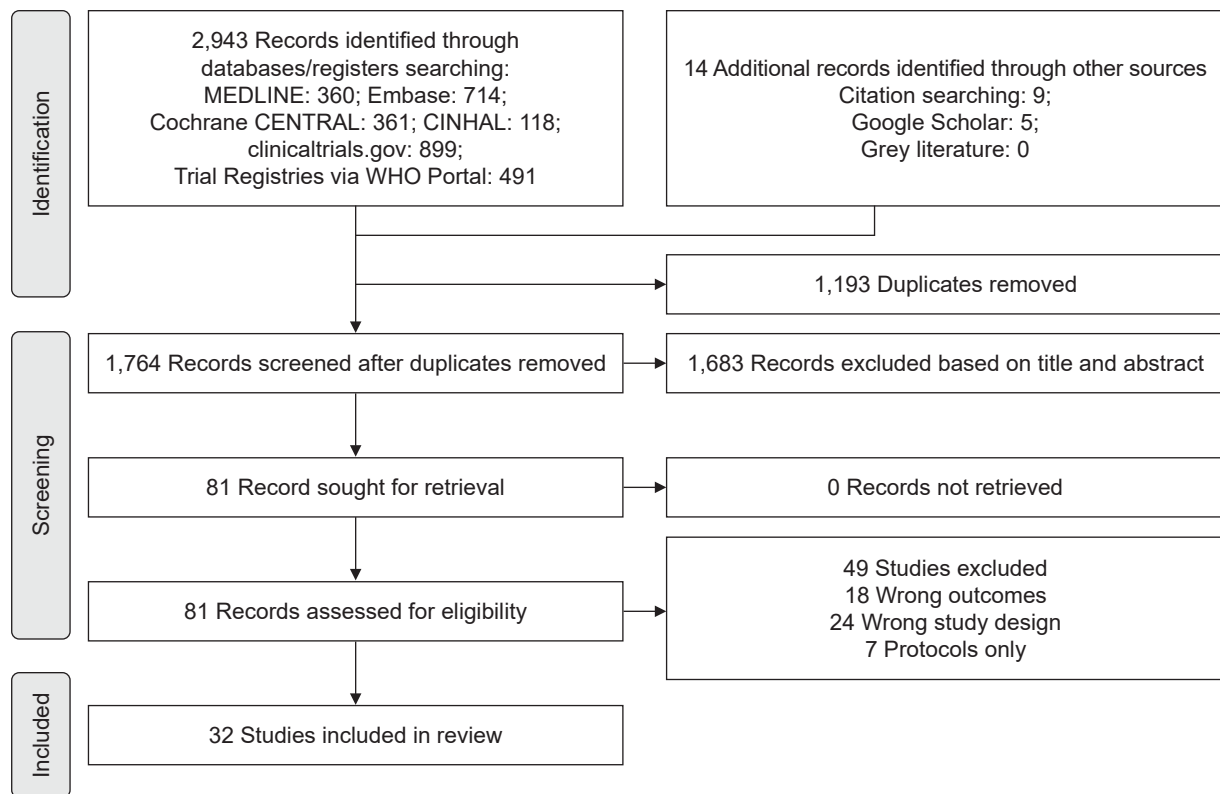 Identification
2,943 Records identified through
databases/registers searching:
MEDLINE: 360; Embase: 714;
Cochrane CENTRAL: 361; CINHAL: 118;
clinicaltrials.gov: 899;
Trial Registries via WHO Portal: 491
14 Additional records identified through other sources
Citation searching: 9;
Google Scholar: 5;
Grey literature: 0
1,193 Duplicates removed
Screening
1,764 Records screened after duplicates removed
1,683 Records excluded based on title and abstract
81 Record sought for retrieval
0 Records not retrieved
81 Records assessed for eligibility
49 Studies excluded
18 Wrong outcomes
24 Wrong study design
7 Protocols only
Included
32 Studies included in review